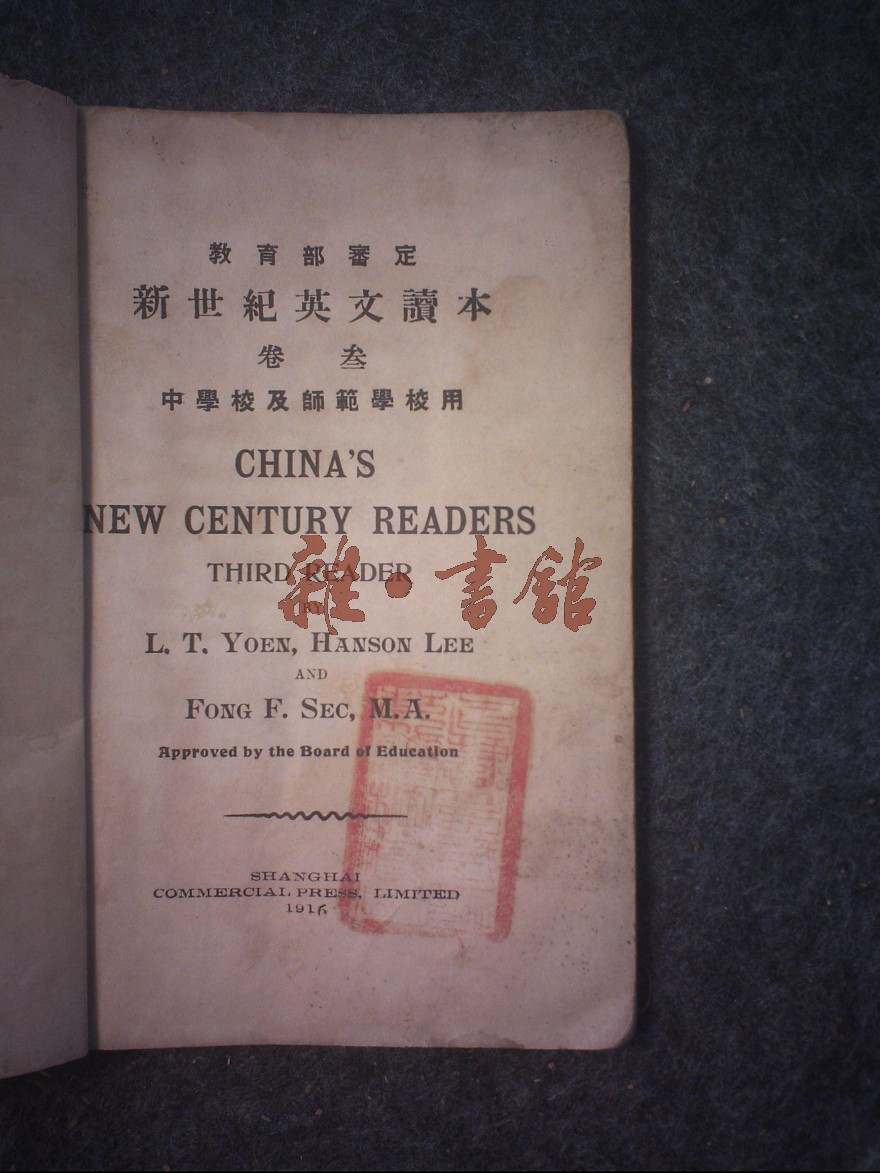 教育部審定
新世紀英文讀本
卷叁
中學校及師範學校用
CHINA'S
NEW CENTURY READERS
THIRD READER
BY
L. T. YOEN, HANSON LEE
AND
FONG F. SEC, M.A.
Approved by the Board of Education
SHANGHAI
COMMERCIAL PRESS, LIMITED
雜·書館